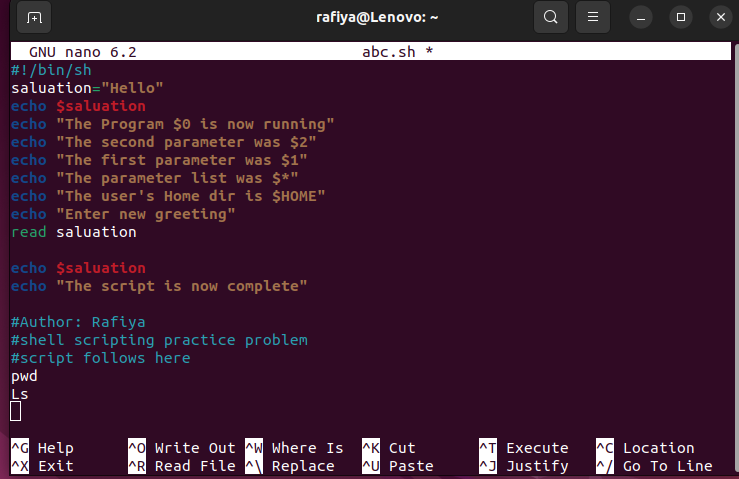 rafiya@Lenovo: ~
GNU nano 6.2 abc.sh *
#!/bin/sh
saluation="Hello"
echo $saluation
echo "The Program $0 is now running"
echo "The second parameter was $2"
echo "The first parameter was $1"
echo "The parameter list was $*"
echo "The user's Home dir is $HOME"
echo "Enter new greeting"
read saluation

echo $saluation
echo "The script is now complete"

#Author: Rafiya
#shell scripting practice problem
#script follows here
pwd
Ls

^G Help ^O Write Out ^W Where Is ^K Cut ^T Execute ^C Location
^X Exit ^R Read File ^\ Replace ^U Paste ^J Justify ^/ Go To Line